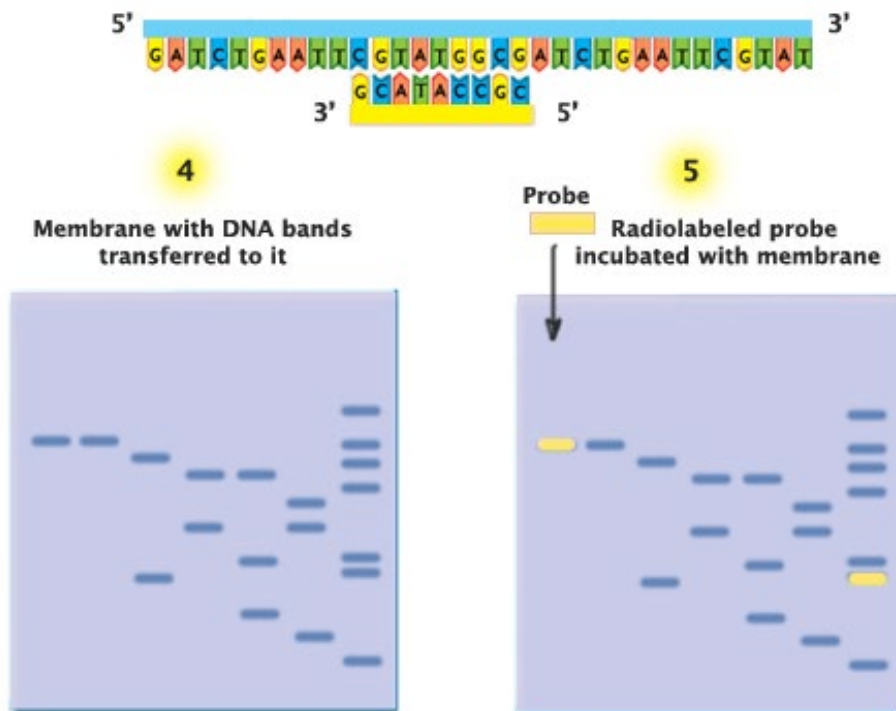 5' 3'
GATCTGAATTCGTATGGCGATCTGAATTCGTAT
GCATACCGC
3' 5'
4
Membrane with DNA bands
transferred to it
5
Probe
Radiolabeled probe
incubated with membrane